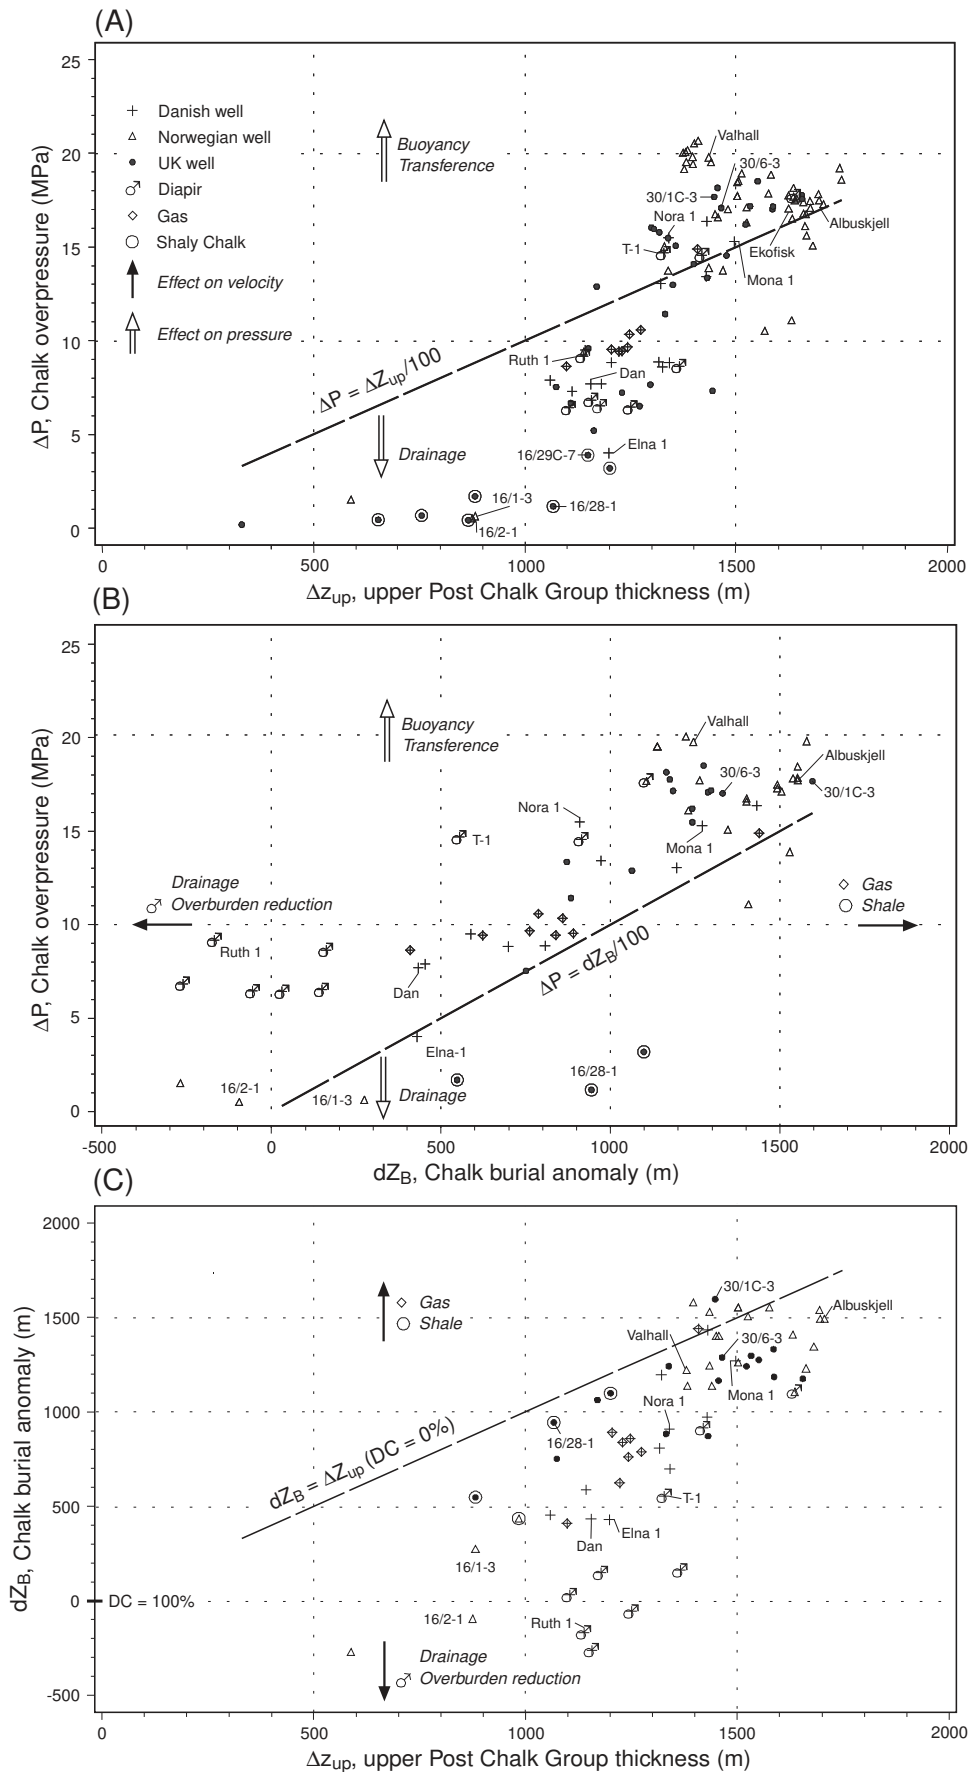 (A)
25
20
15
10
5
0
ΔP, Chalk overpressure (MPa)
Danish well
Norwegian well
UK well
Diapir
Gas
Shaly Chalk
Effect on velocity
Effect on pressure
Buoyancy
Transference
Valhall
30/6-3
30/1C-3
Nora 1
T-1
Albuskjell
Ekofisk
Mona 1
Ruth 1
Dan
ΔP = ΔZup/100
Drainage
16/29C-7
Elna 1
16/1-3
16/28-1
16/2-1
0
500
1000
1500
2000
Δzup, upper Post Chalk Group thickness (m)
(B)
25
20
15
10
5
0
ΔP, Chalk overpressure (MPa)
Buoyancy
Transference
Valhall
Albuskjell
30/6-3
30/1C-3
Nora 1
Mona 1
T-1
Drainage
Overburden reduction
Gas
Shale
Ruth 1
Dan
ΔP = dZB/100
Elna-1
16/28-1
16/2-1
16/1-3
Drainage
-500
0
500
1000
1500
2000
dZB, Chalk burial anomaly (m)
(C)
2000
1500
1000
500
0
-500
dZB, Chalk burial anomaly (m)
Gas
Shale
30/1C-3
Albuskjell
Valhall
30/6-3
Mona 1
Nora 1
dZB = ΔZup (DC = 0%)
16/28-1
T-1
Elna 1
Dan
16/1-3
DC = 100%
16/2-1
Ruth 1
Drainage
Overburden reduction
0
500
1000
1500
2000
Δzup, upper Post Chalk Group thickness (m)